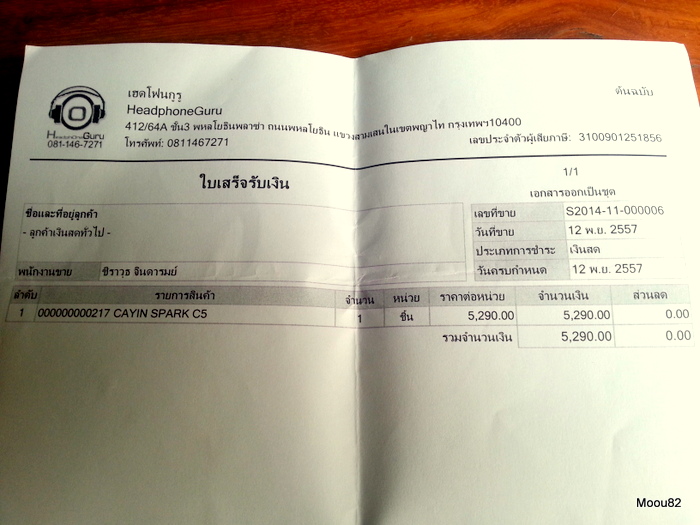 เฮดโฟนกูรู
ต้นฉบับ
HeadphoneGuru
412/64A ชั้น3 พหลโยธินพลาซ่า ถนนพหลโยธิน แขวงสามเสนในเขตพญาไท กรุงเทพฯ10400
HeadphoneGuru
081-146-7271
โทรศัพท์: 0811467271
เลขประจำตัวผู้เสียภาษี: 3100901251856
1/1
ใบเสร็จรับเงิน
เอกสารออกเป็นชุด
ชื่อและที่อยู่ลูกค้า
- ลูกค้าเงินสดทั่วไป -
เลขที่ขาย S2014-11-000006
วันที่ขาย 12 พ.ย. 2557
ประเภทการชำระ เงินสด
พนักงานขาย ชิราวุธ จินดารมย์
วันครบกำหนด 12 พ.ย. 2557
ลำดับ รายการสินค้า จำนวน หน่วย ราคาต่อหน่วย จำนวนเงิน ส่วนลด
1 000000000217 CAYIN SPARK C5 1 ชิ้น 5,290.00 5,290.00 0.00
รวมจำนวนเงิน 5,290.00 0.00
Moou82